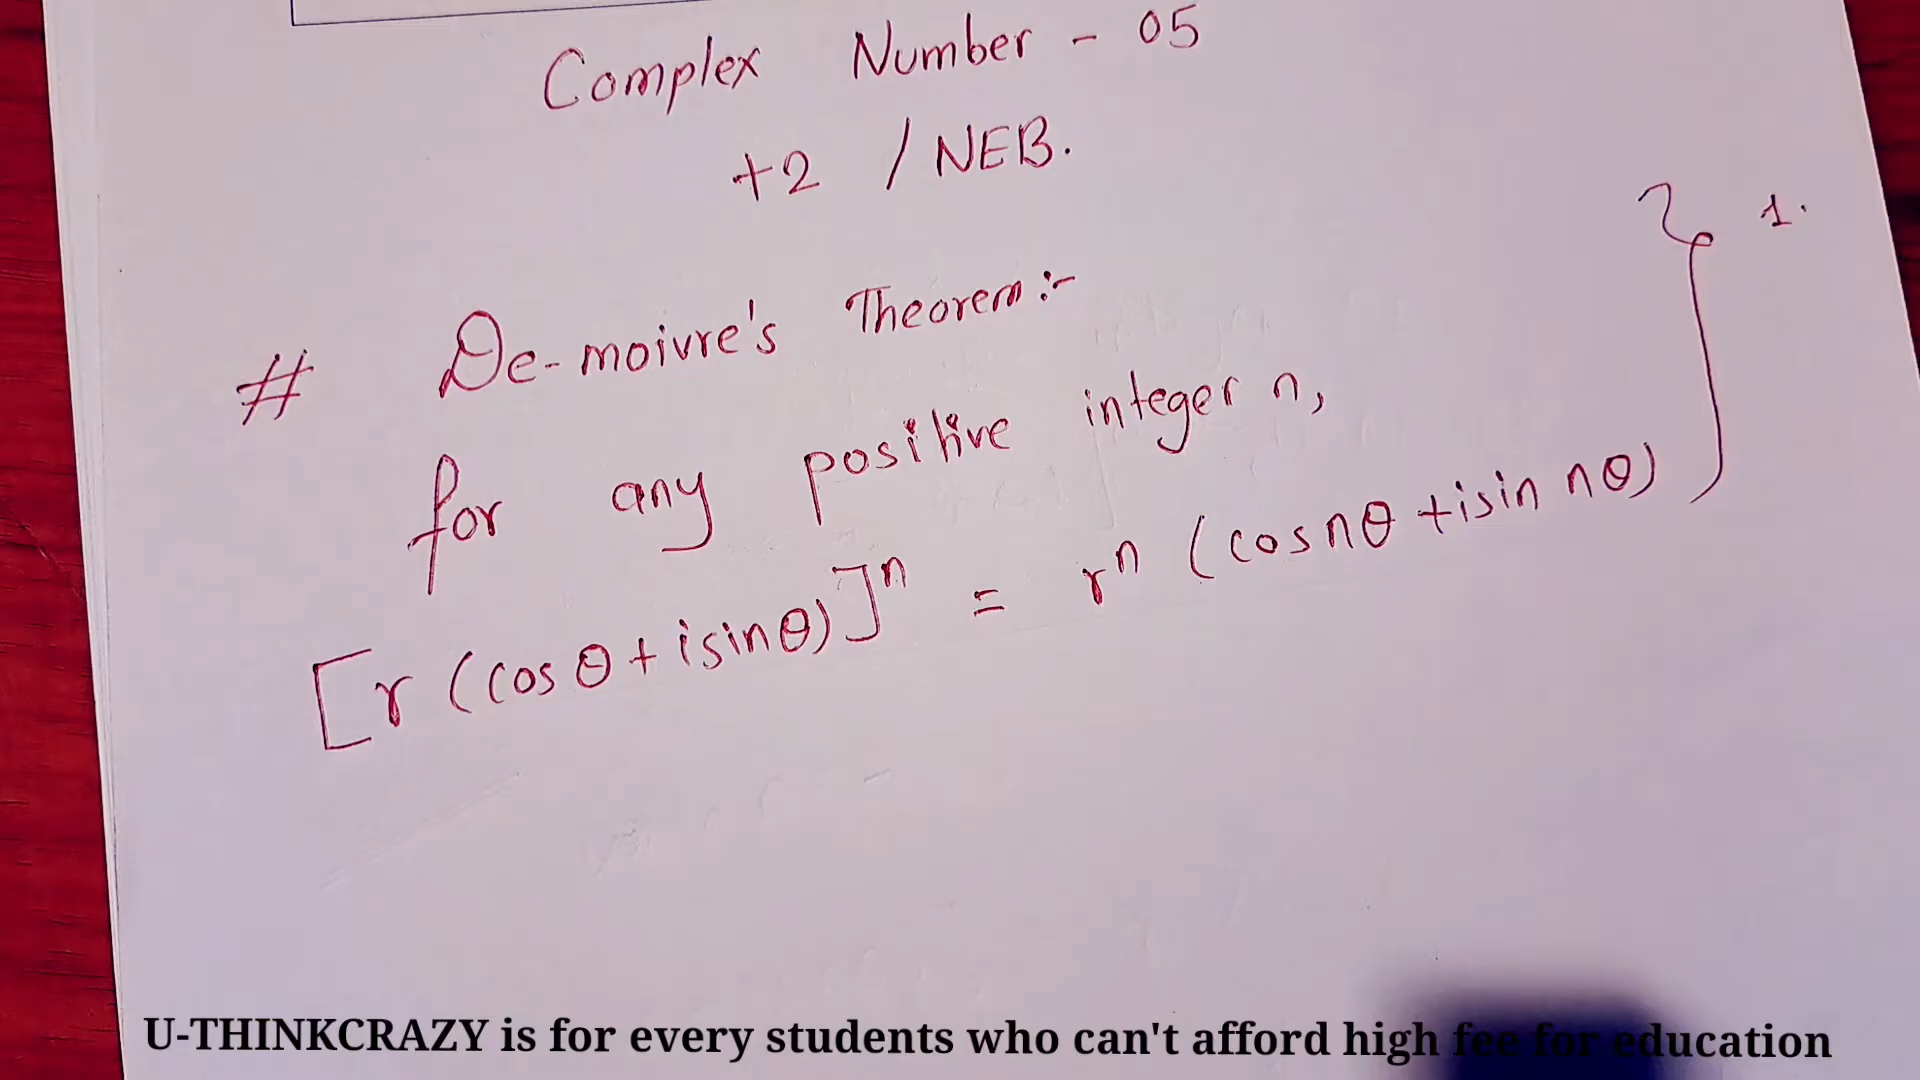 Complex Number - 05
+2 / NEB.
} 1.
# De-moivre's Theorem :-
for any positive integer n,
[r (cos θ + i sin θ)]ⁿ = rⁿ (cos nθ + i sin nθ)
U-THINKCRAZY is for every students who can't afford high fee for education